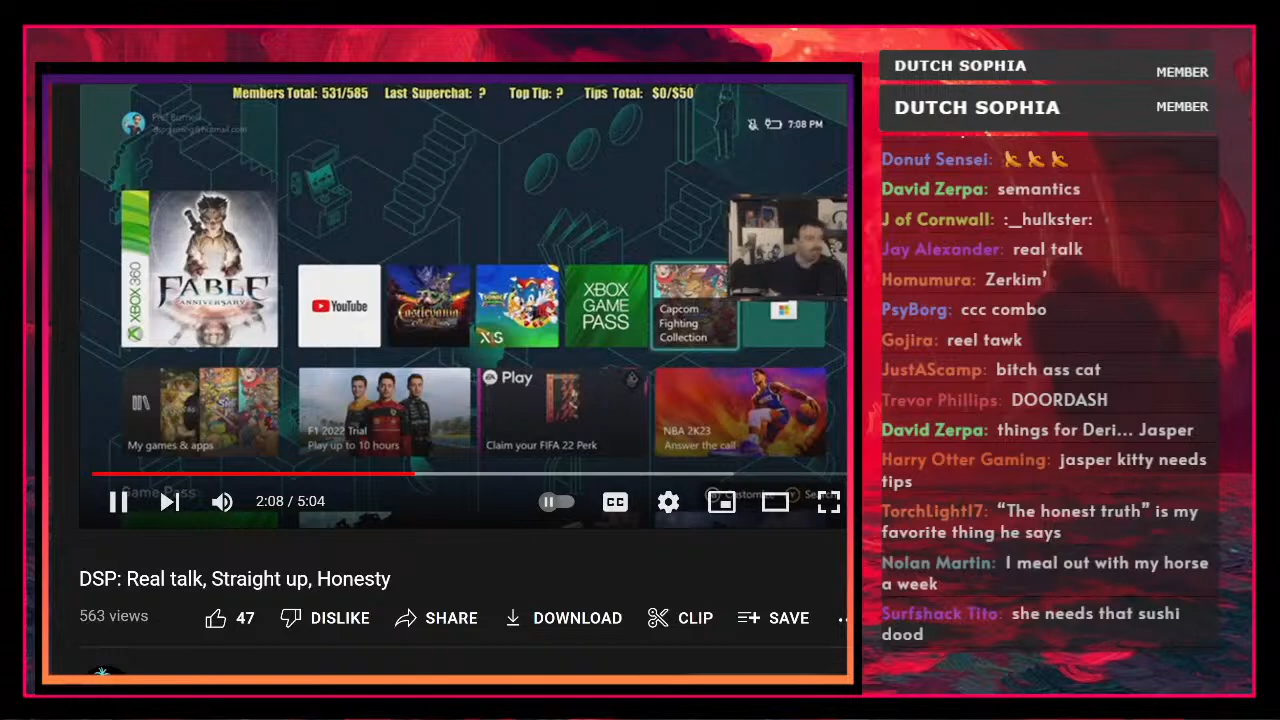 DUTCH SOPHIA
MEMBER
DUTCH SOPHIA
MEMBER
Members Total: 531/585 Last Superchat: ? Top Tip: ? Tips Total: $0/$50
7:08 PM
XBOX 360
FABLE
ANNIVERSARY
YouTube
Castlevania
X|S
XBOX
GAME
PASS
Capcom
Fighting
Collection
My games & apps
F1 2022 Trial
Play up to 10 hours
EA Play
Claim your FIFA 22 Perk
NBA 2K23
Answer the call
Game Pass
Customize
2:08 / 5:04
CC
DSP: Real talk, Straight up, Honesty
563 views
47
DISLIKE
SHARE
DOWNLOAD
CLIP
SAVE
Donut Sensei:
David Zerpa: semantics
J of Cornwall: :_hulkster:
Jay Alexander: real talk
Homumura: Zerkim'
PsyBorg: ccc combo
Gojira: reel tawk
JustAScamp: bitch ass cat
Trevor Phillips: DOORDASH
David Zerpa: things for Deri... Jasper
Harry Otter Gaming: jasper kitty needs
tips
TorchLight17: “The honest truth” is my
favorite thing he says
Nolan Martin: I meal out with my horse
a week
Surfshack Tito: she needs that sushi
dood